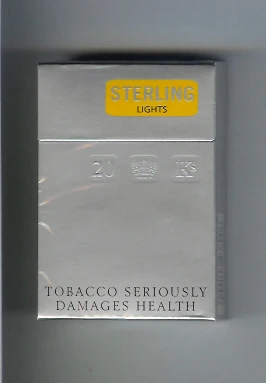 STERLING
LIGHTS
20 Ks
TOBACCO SERIOUSLY
DAMAGES HEALTH